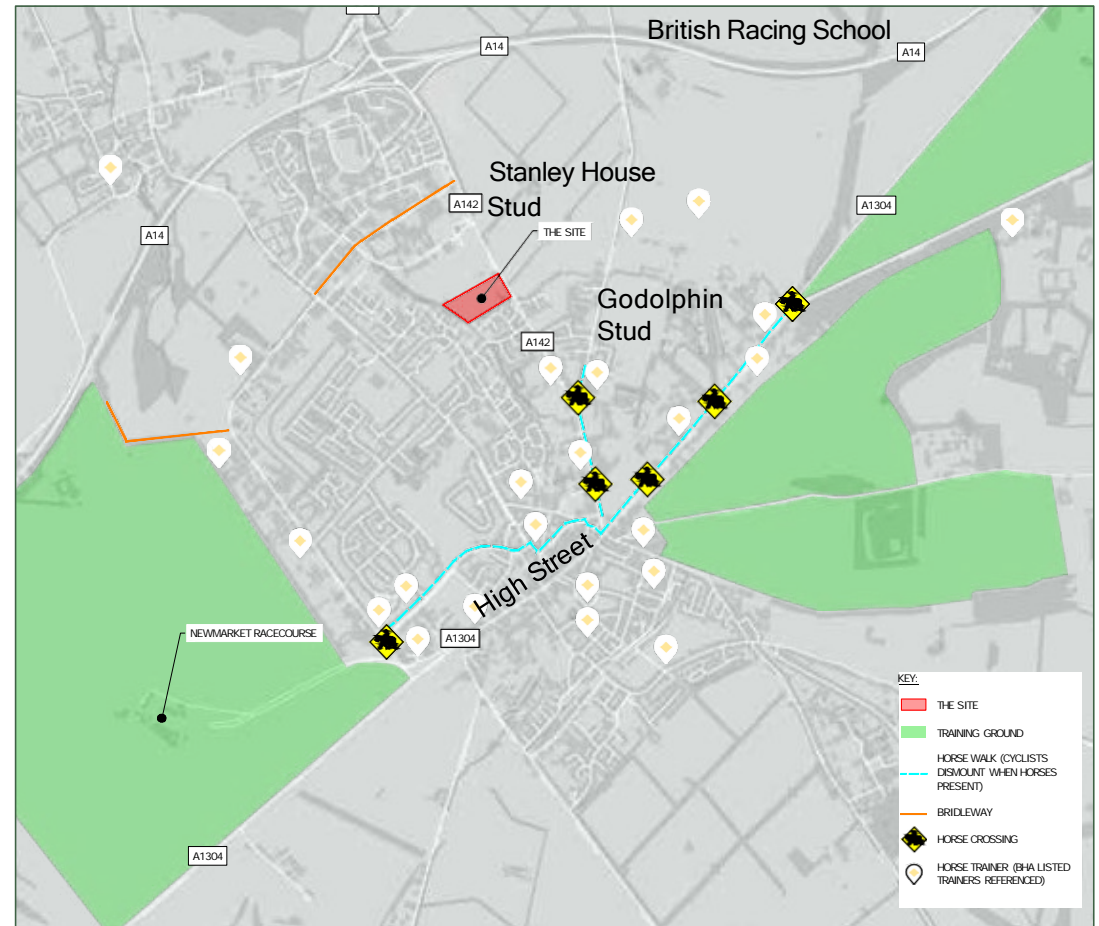 British Racing School
A14
A14
Stanley House
Stud
A142
A1304
THE SITE
A14
Godolphin
Stud
A142
High Street
NEWMARKET RACECOURSE
A1304
A1304
KEY:
THE SITE
TRAINING GROUND
HORSE WALK (CYCLISTS
DISMOUNT WHEN HORSES
PRESENT)
BRIDLEWAY
HORSE CROSSING
HORSE TRAINER (BHA LISTED
TRAINERS REFERENCED)